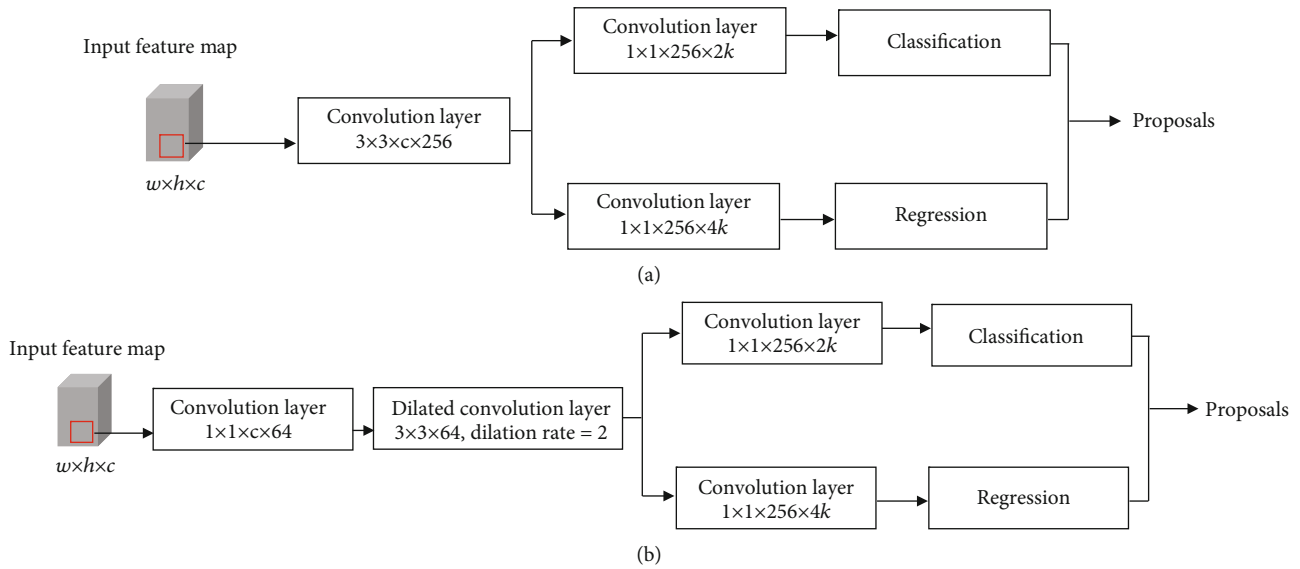 Input feature map
w×h×c
Convolution layer
3×3×c×256
Convolution layer
1×1×256×2k
Classification
Convolution layer
1×1×256×4k
Regression
Proposals
(a)
Input feature map
w×h×c
Convolution layer
1×1×c×64
Dilated convolution layer
3×3×64, dilation rate = 2
Convolution layer
1×1×256×2k
Classification
Convolution layer
1×1×256×4k
Regression
Proposals
(b)